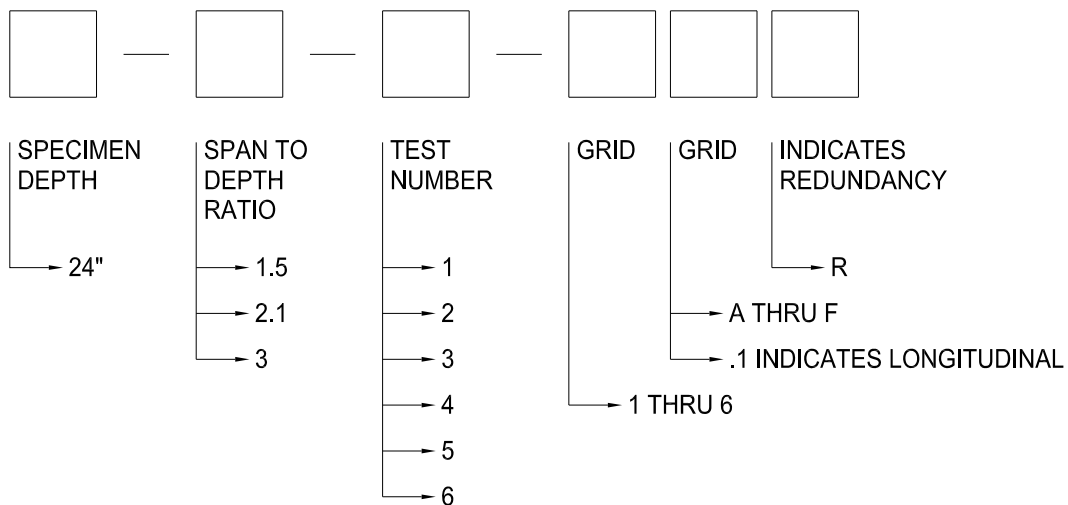 SPECIMEN DEPTH
24"
SPAN TO DEPTH RATIO
1.5
2.1
3
TEST NUMBER
1
2
3
4
5
6
GRID
1 THRU 6
GRID
A THRU F
.1 INDICATES LONGITUDINAL
INDICATES REDUNDANCY
R